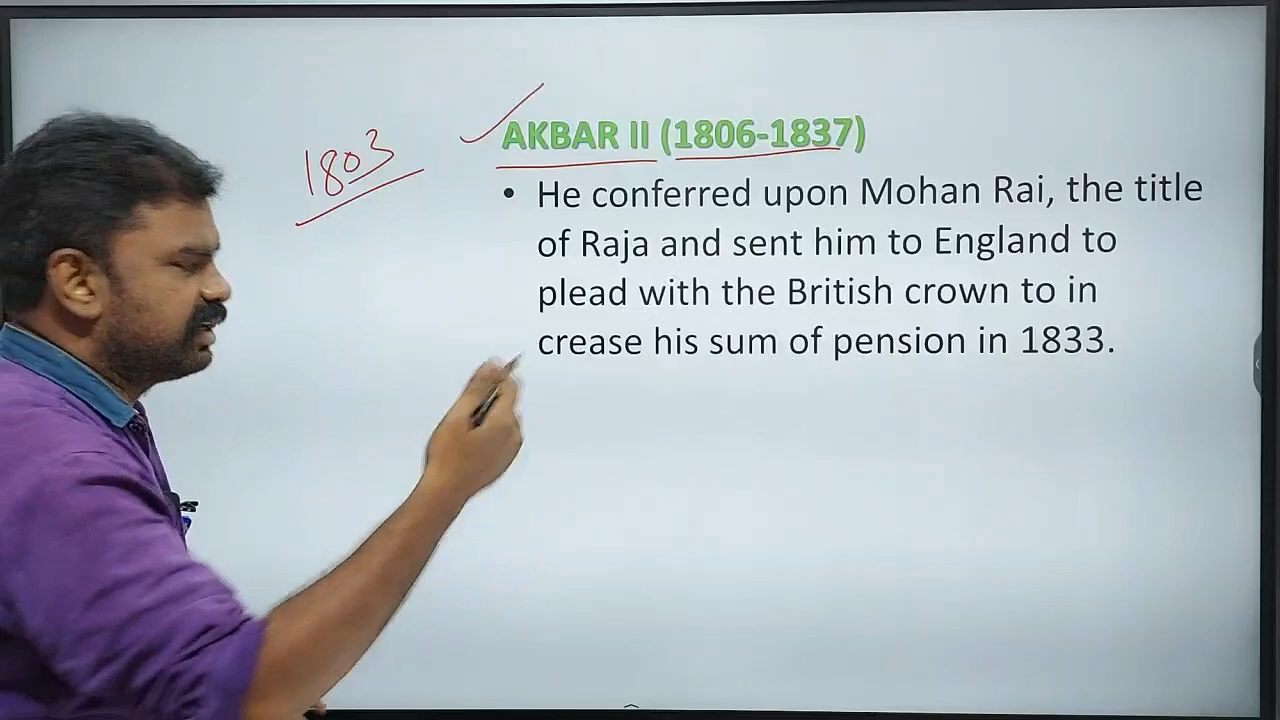 1803
AKBAR II (1806-1837)
• He conferred upon Mohan Rai, the title
of Raja and sent him to England to
plead with the British crown to in
crease his sum of pension in 1833.